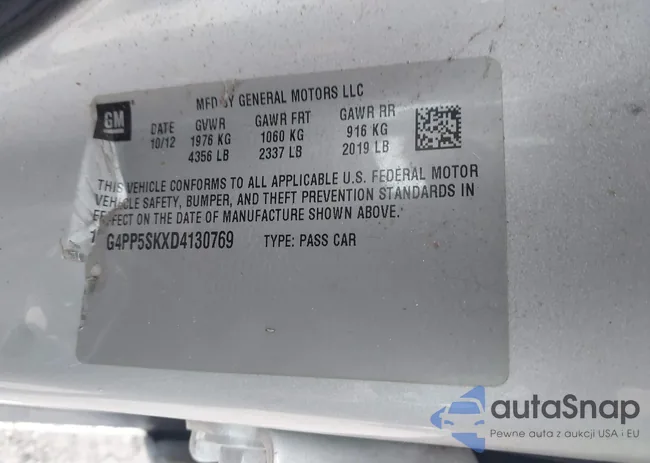 GM
MFD BY GENERAL MOTORS LLC
DATE GVWR GAWR FRT GAWR RR
10/12 1976 KG 1060 KG 916 KG
4356 LB 2337 LB 2019 LB
THIS VEHICLE CONFORMS TO ALL APPLICABLE U.S. FEDERAL MOTOR
VEHICLE SAFETY, BUMPER, AND THEFT PREVENTION STANDARDS IN
EFFECT ON THE DATE OF MANUFACTURE SHOWN ABOVE.
1G4PP5SKXD4130769 TYPE: PASS CAR
autoSnap
Pewne auta z aukcji USA i EU